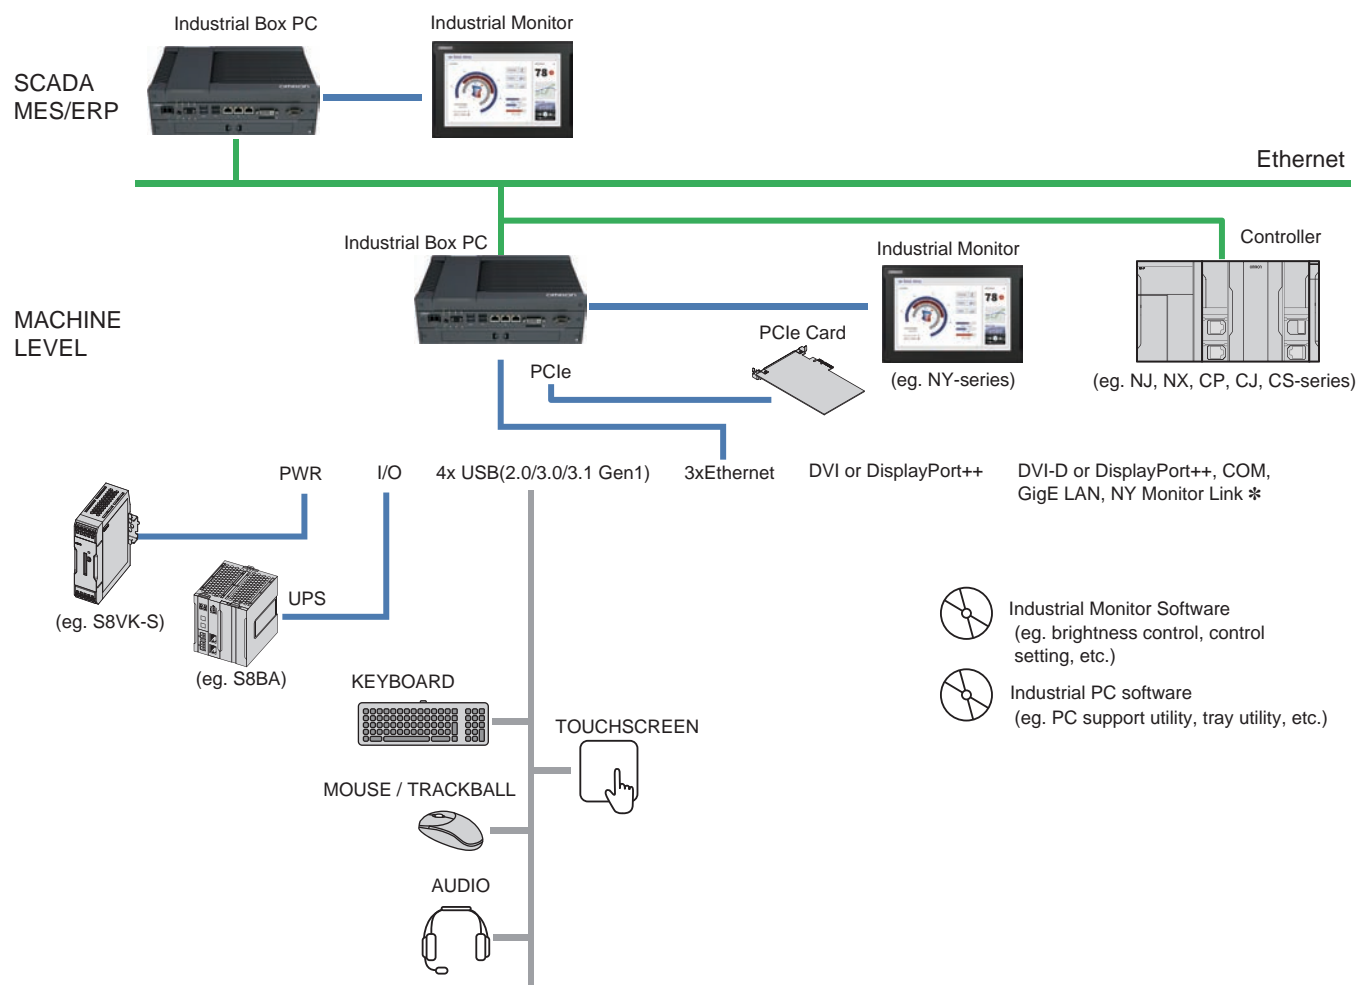 Industrial Box PC
Industrial Monitor
SCADA
MES/ERP
Ethernet
Industrial Box PC
Industrial Monitor
Controller
MACHINE
LEVEL
PCIe Card
PCIe
(eg. NY-series)
(eg. NJ, NX, CP, CJ, CS-series)
PWR
I/O
4x USB(2.0/3.0/3.1 Gen1)
3xEthernet
DVI or DisplayPort++
DVI-D or DisplayPort++, COM,
GigE LAN, NY Monitor Link ✻
UPS
(eg. S8VK-S)
(eg. S8BA)
Industrial Monitor Software
(eg. brightness control, control
setting, etc.)
Industrial PC software
(eg. PC support utility, tray utility, etc.)
KEYBOARD
TOUCHSCREEN
MOUSE / TRACKBALL
AUDIO
omron
omron
78
78